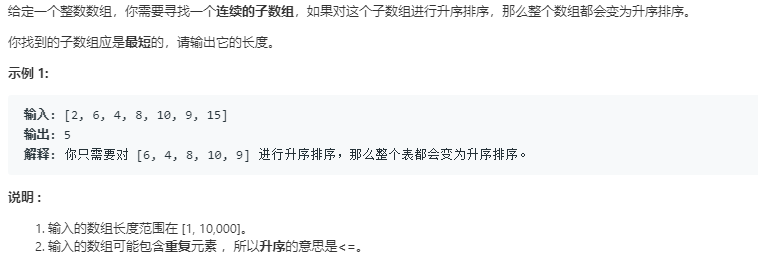 给定一个整数数组，你需要寻找一个连续的子数组，如果对这个子数组进行升序排序，那么整个数组都会变为升序排序。
你找到的子数组应是最短的，请输出它的长度。
示例 1:
输入: [2, 6, 4, 8, 10, 9, 15]
输出: 5
解释: 你只需要对 [6, 4, 8, 10, 9] 进行升序排序，那么整个表都会变为升序排序。
说明 :
1. 输入的数组长度范围在 [1, 10,000]。
2. 输入的数组可能包含重复元素 ，所以升序的意思是<=。